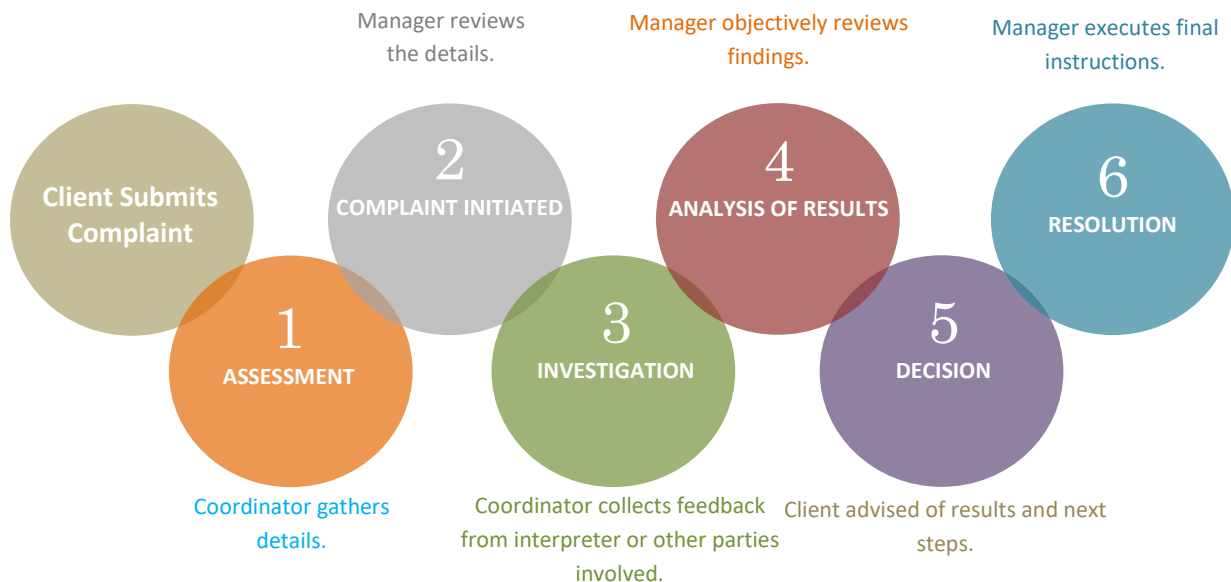 Manager reviews
the details.
Manager objectively reviews
findings.
Manager executes final
instructions.
Client Submits
Complaint
2
COMPLAINT INITIATED
4
ANALYSIS OF RESULTS
6
RESOLUTION
1
ASSESSMENT
3
INVESTIGATION
5
DECISION
Coordinator gathers
details.
Coordinator collects feedback
from interpreter or other parties
involved.
Client advised of results and next
steps.